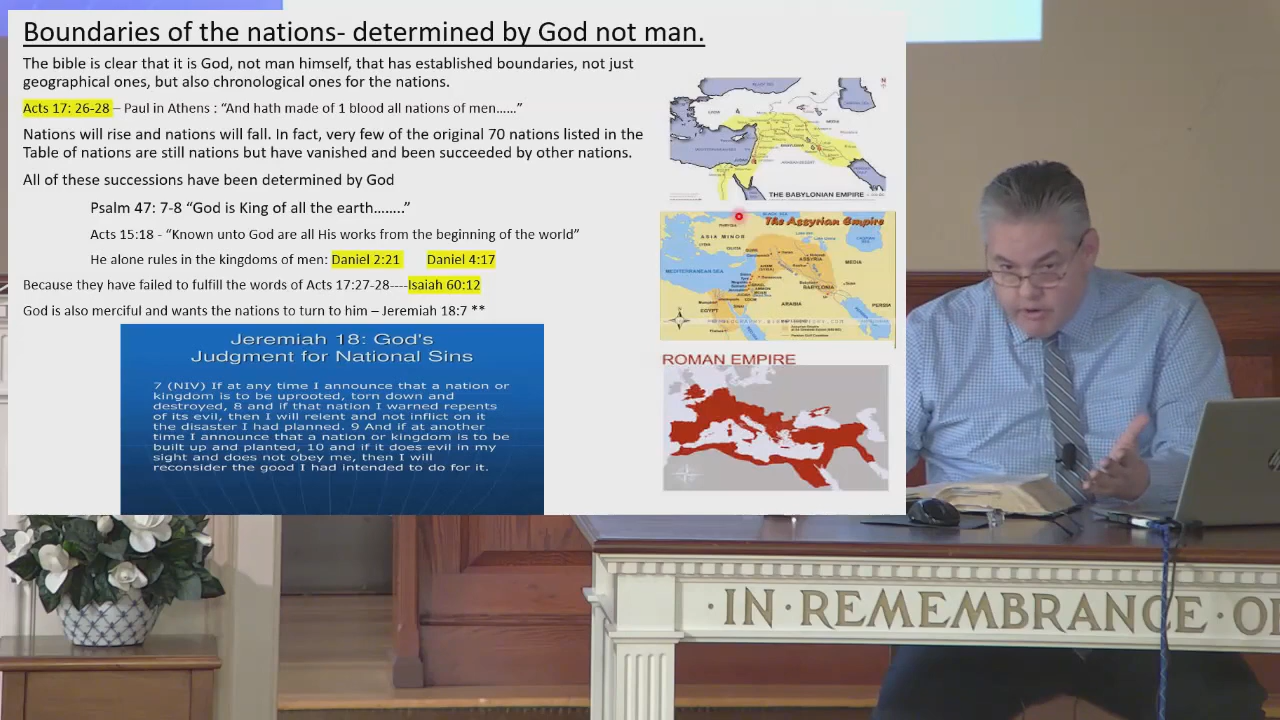 Boundaries of the nations- determined by God not man.
The bible is clear that it is God, not man himself, that has established boundaries, not just
geographical ones, but also chronological ones for the nations.
Acts 17: 26-28 – Paul in Athens : “And hath made of 1 blood all nations of men……”
Nations will rise and nations will fall. In fact, very few of the original 70 nations listed in the
Table of nations are still nations but have vanished and been succeeded by other nations.
All of these successions have been determined by God
Psalm 47: 7-8 “God is King of all the earth……..”
“As 15:18 “Known unto God are all His works from the beginning of the world”
He alone rules in the kingdoms of men: Daniel 2:21 Daniel 4:17
Because they have failed to fulfill the words of Acts 17:27-28----Isaiah 60:12
God is also merciful and wants the nations to turn to him – Jeremiah 18:7 **
Jeremiah 18: God's
Judgment for National Sins
7 (NIV) If at any time I announce that a nation or
kingdom is to be uprooted, torn down and
destroyed, 8 and if that nation I warned repents
of its evil, then I will relent and not inflict on it
the disaster I had planned. 9 And if at another
time I announce that a nation or kingdom is to be
built up and planted, 10 and if it does evil in my
sight and does not obey me, then I will
reconsider the good I had intended to do for it.
THE BABYLONIAN EMPIRE
The Assyrian Empire
ASIA MINOR
ASSYRIA
MEDIA
MEDITERRANEAN SEA
BABYLONIA
EGYPT
ARABIA
PERSIA
ROMAN EMPIRE
·IN·REMEMBRANCE·O